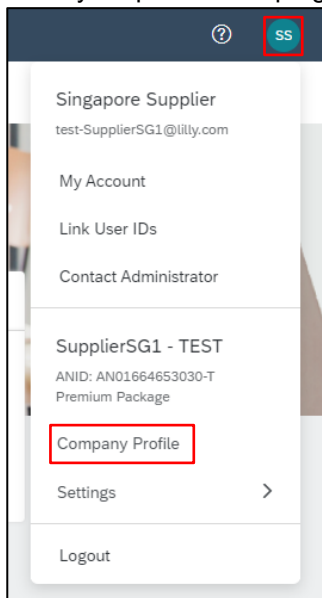 ?
SS
Singapore Supplier
test-SupplierSG1@lilly.com
My Account
Link User IDs
Contact Administrator
SupplierSG1 - TEST
ANID: AN01664653030-T
Premium Package
Company Profile
Settings
Logout